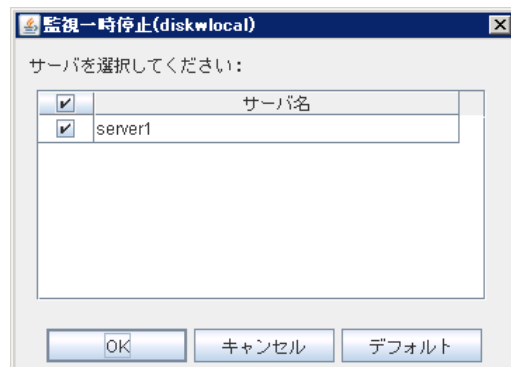 監視一時停止(diskwlocal)
サーバを選択してください:
サーバ名
server1
OK
キャンセル
デフォルト